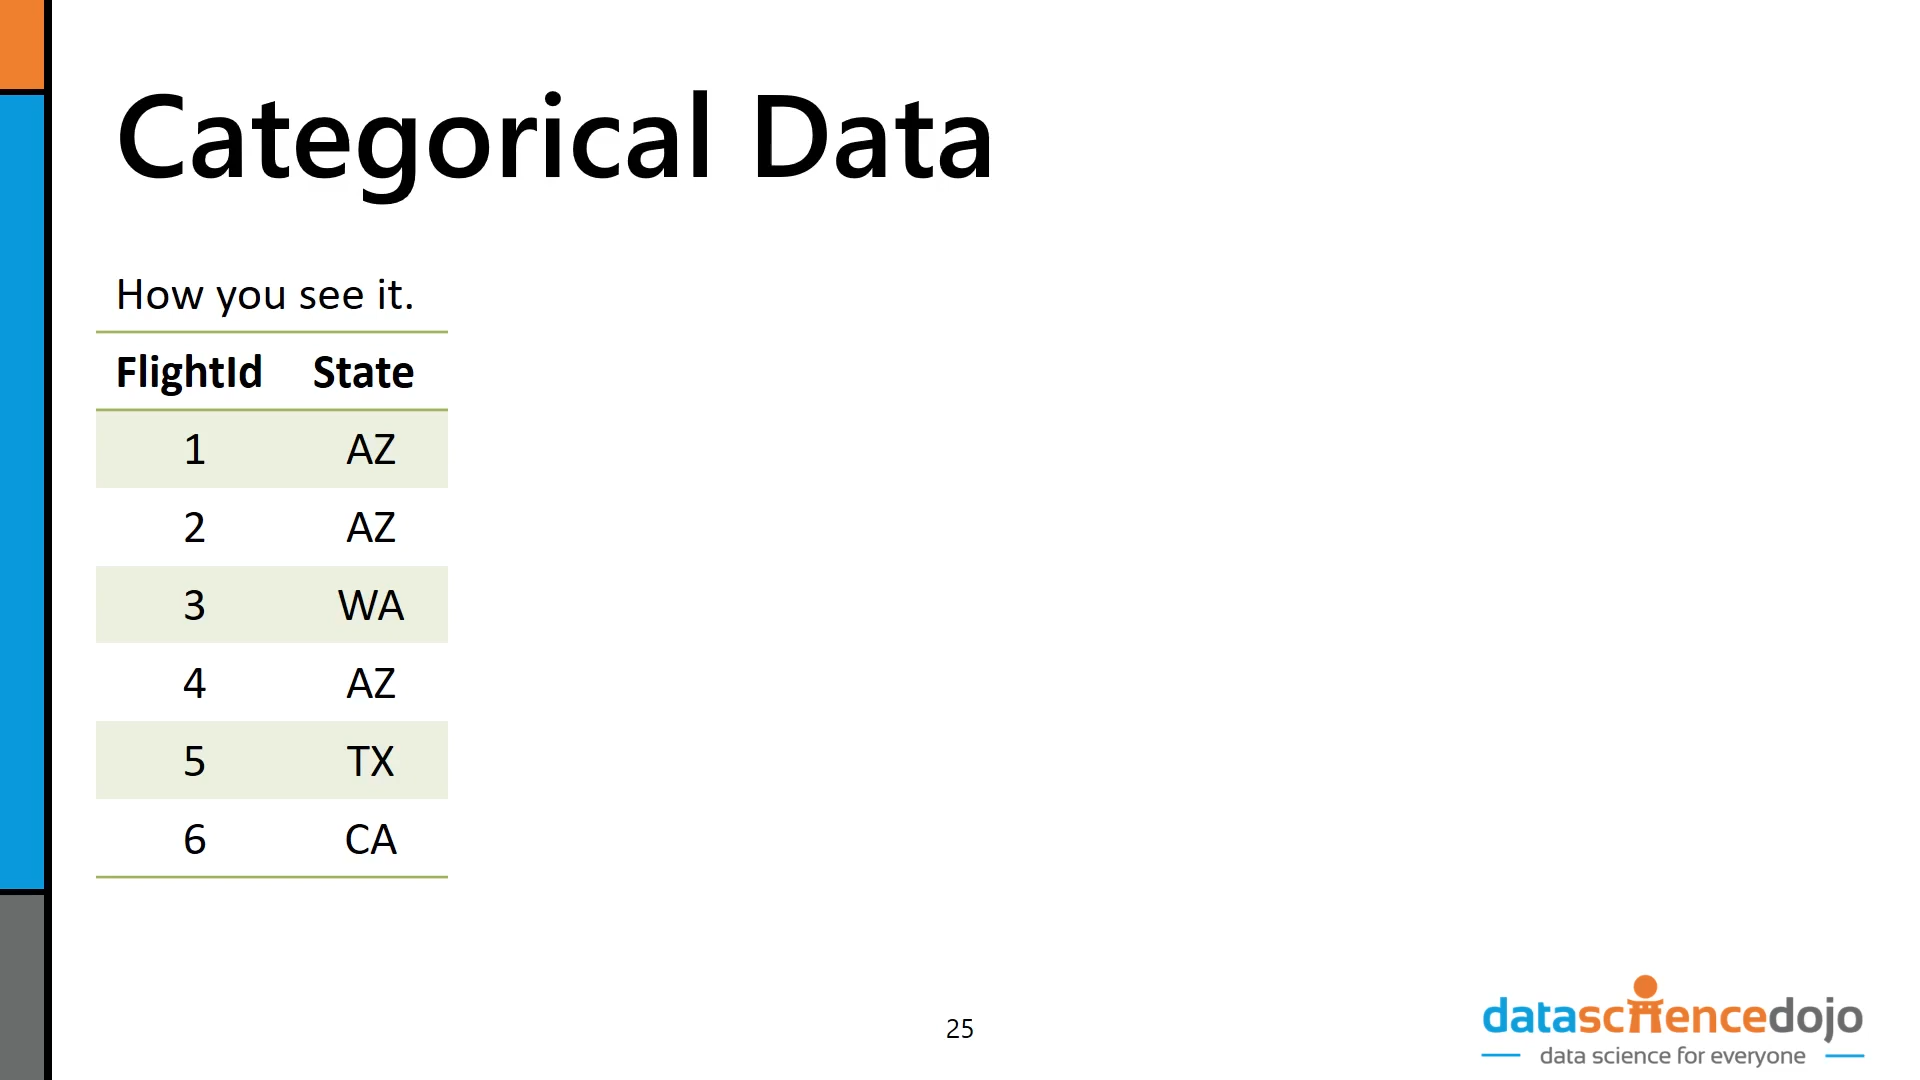 Categorical Data
How you see it.
FlightId State
1 AZ
2 AZ
3 WA
4 AZ
5 TX
6 CA
25
datasciencedojo
data science for everyone